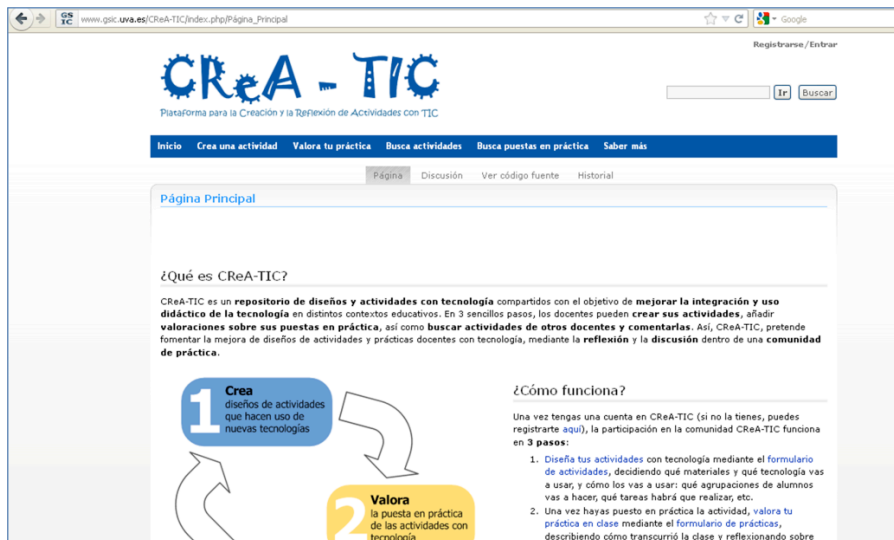 GS
IC
www.gsic.uva.es/CReA-TIC/index.php/Página_Principal
Google
Registrarse/Entrar
CReA - TIC
Plataforma para la Creación y la Reflexión de Actividades con TIC
Ir Buscar
Inicio Crea una actividad Valora tu práctica Busca actividades Busca puestas en práctica Saber más
Página Discusión Ver código fuente Historial
Página Principal
¿Qué es CReA-TIC?
CReA-TIC es un repositorio de diseños y actividades con tecnología compartidos con el objetivo de mejorar la integración y uso
didáctico de la tecnología en distintos contextos educativos. En 3 sencillos pasos, los docentes pueden crear sus actividades, añadir
valoraciones sobre sus puestas en práctica, así como buscar actividades de otros docentes y comentarlas. Así, CReA-TIC, pretende
fomentar la mejora de diseños de actividades y prácticas docentes con tecnología, mediante la reflexión y la discusión dentro de una comunidad
de práctica.
1 Crea
diseños de actividades
que hacen uso de
nuevas tecnologías
2 Valora
la puesta en práctica
de las actividades con
tecnología
¿Cómo funciona?
Una vez tengas una cuenta en CReA-TIC (si no la tienes, puedes
registrarte aquí), la participación en la comunidad CReA-TIC funciona
en 3 pasos:
1. Diseña tus actividades con tecnología mediante el formulario
de actividades, decidiendo qué materiales y qué tecnología vas
a usar, y cómo los vas a usar: qué agrupaciones de alumnos
vas a hacer, qué tareas habrá que realizar, etc.
2. Una vez hayas puesto en práctica la actividad, valora tu
práctica en clase mediante el formulario de prácticas,
describiendo cómo transcurrió la clase y reflexionando sobre